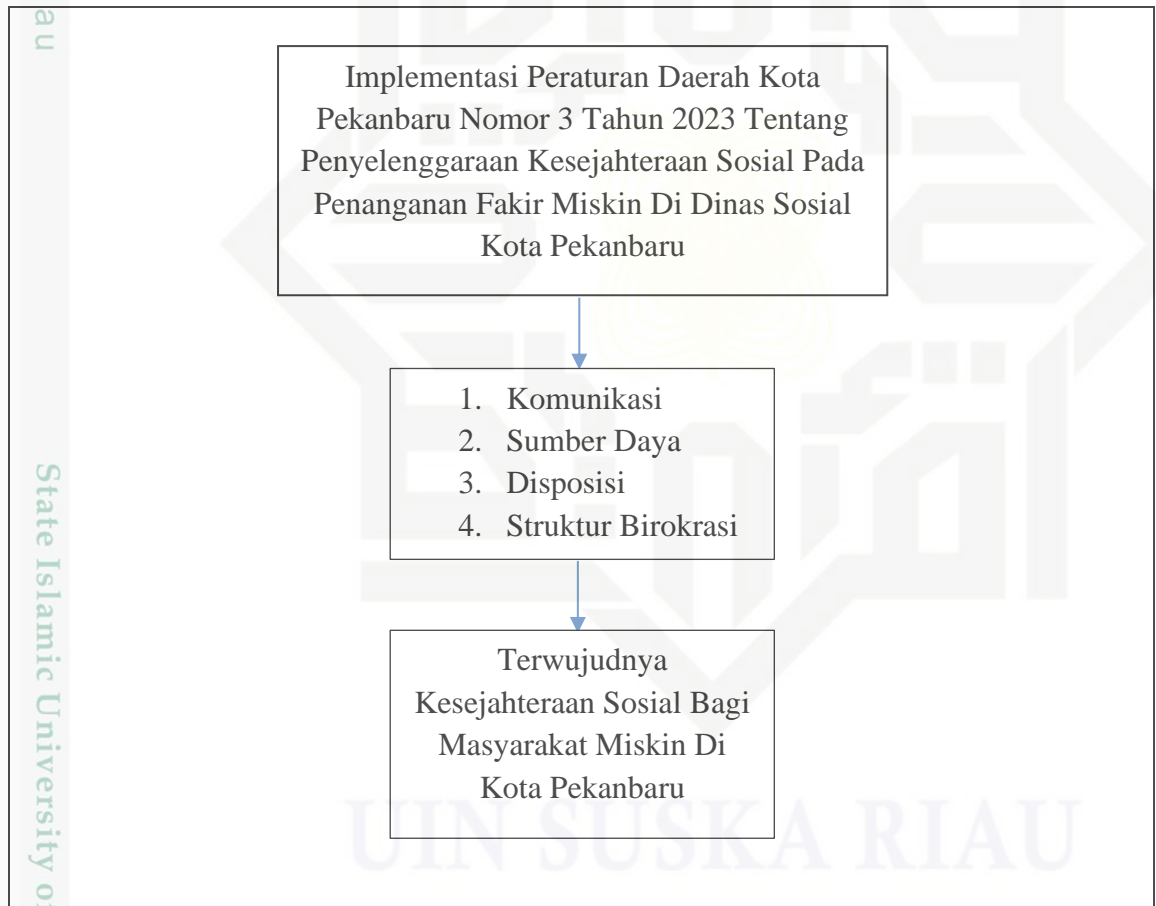 au
State Islamic University of
Implementasi Peraturan Daerah Kota
Pekanbaru Nomor 3 Tahun 2023 Tentang
Penyelenggaraan Kesejahteraan Sosial Pada
Penanganan Fakir Miskin Di Dinas Sosial
Kota Pekanbaru
1. Komunikasi
2. Sumber Daya
3. Disposisi
4. Struktur Birokrasi
Terwujudnya
Kesejahteraan Sosial Bagi
Masyarakat Miskin Di
Kota Pekanbaru
UIN SUSKA RIAU